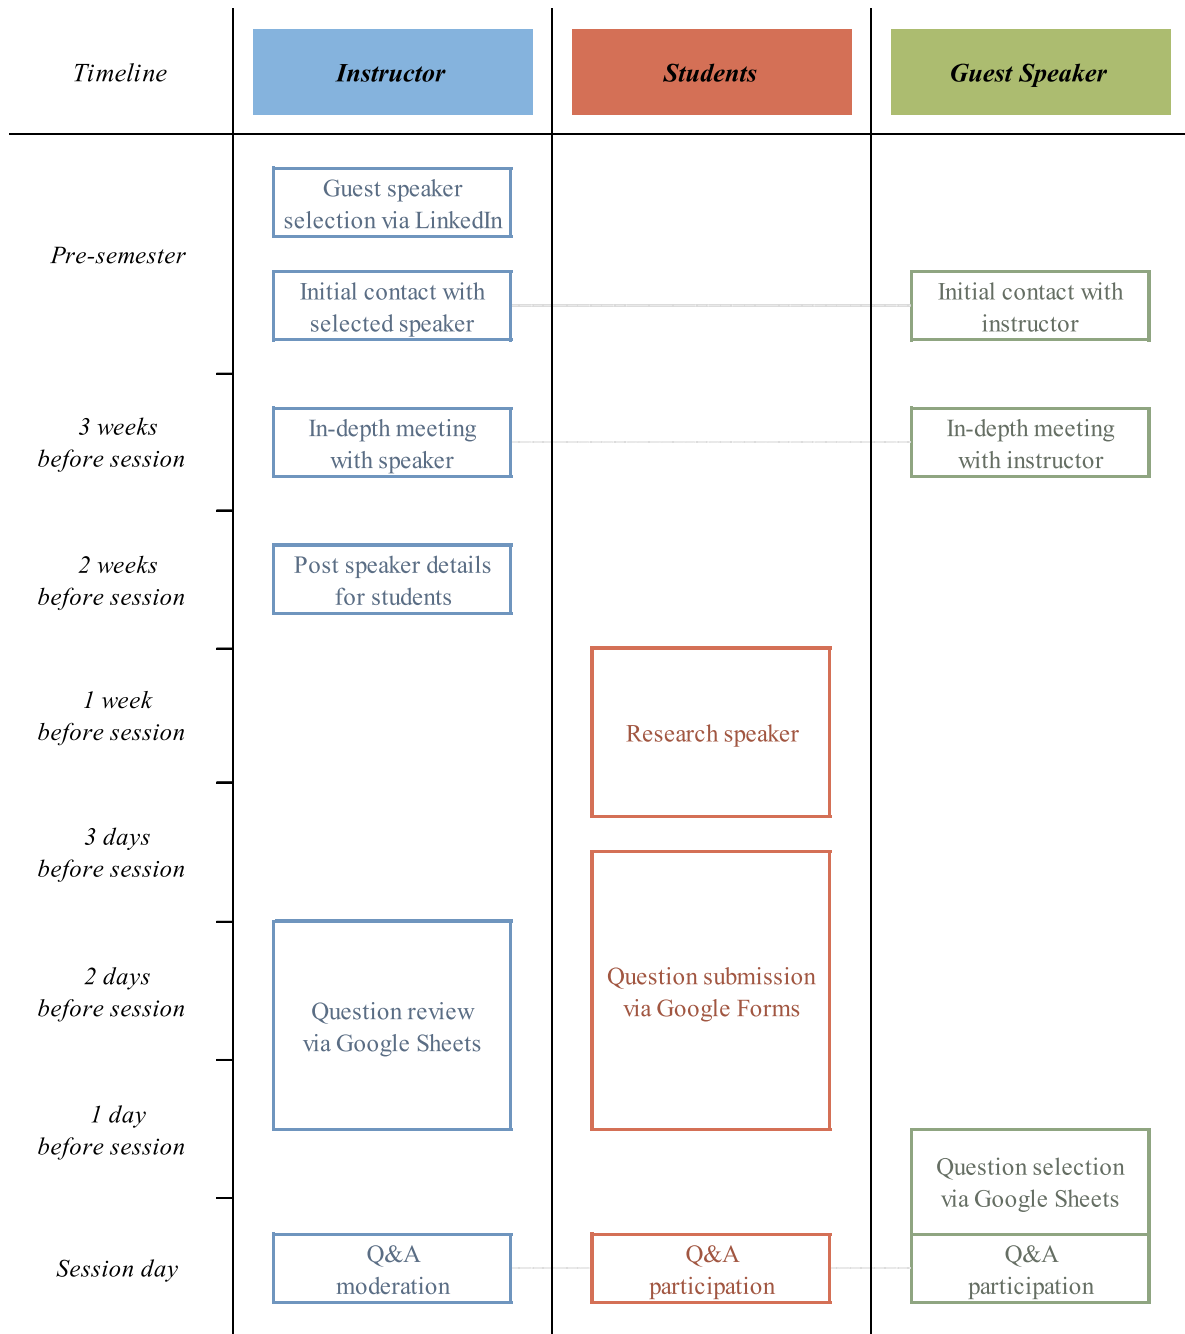 Timeline
Instructor
Students
Guest Speaker
Pre-semester
Guest speaker
selection via LinkedIn
Initial contact with
selected speaker
Initial contact with
instructor
3 weeks
before session
In-depth meeting
with speaker
In-depth meeting
with instructor
2 weeks
before session
Post speaker details
for students
1 week
before session
Research speaker
3 days
before session
2 days
before session
Question review
via Google Sheets
Question submission
via Google Forms
1 day
before session
Question selection
via Google Sheets
Session day
Q&A
moderation
Q&A
participation
Q&A
participation